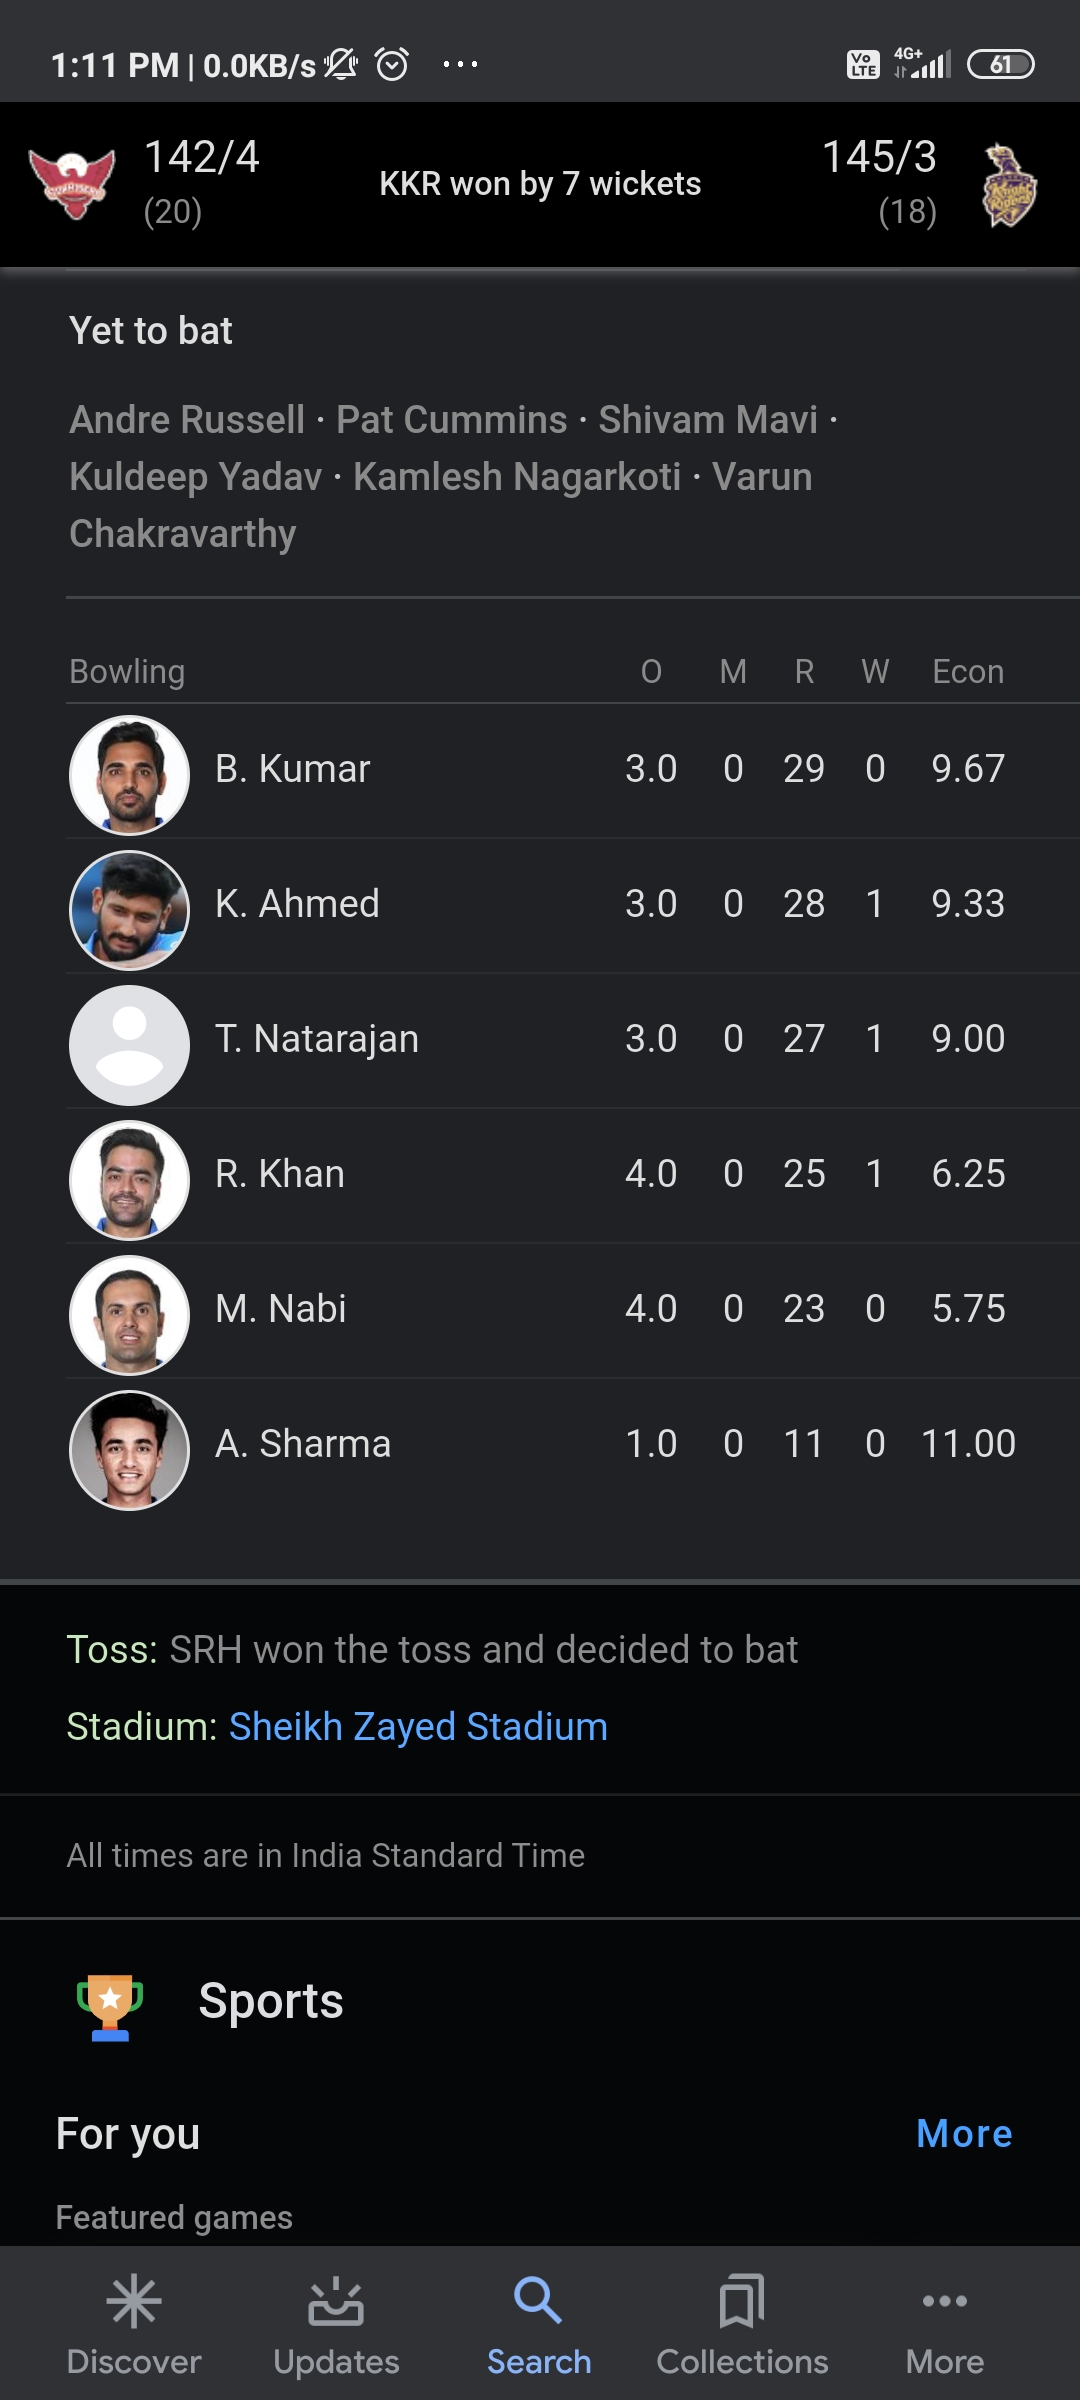 1:11 PM | 0.0KB/s ...
Vo LTE 4G+ 61
142/4 KKR won by 7 wickets 145/3
(20) (18)
Yet to bat
Andre Russell · Pat Cummins · Shivam Mavi ·
Kuldeep Yadav · Kamlesh Nagarkoti · Varun
Chakravarthy
Bowling O M R W Econ
B. Kumar 3.0 0 29 0 9.67
K. Ahmed 3.0 0 28 1 9.33
T. Natarajan 3.0 0 27 1 9.00
R. Khan 4.0 0 25 1 6.25
M. Nabi 4.0 0 23 0 5.75
A. Sharma 1.0 0 11 0 11.00
Toss: SRH won the toss and decided to bat
Stadium: Sheikh Zayed Stadium
All times are in India Standard Time
Sports
For you More
Featured games
Discover Updates Search Collections More